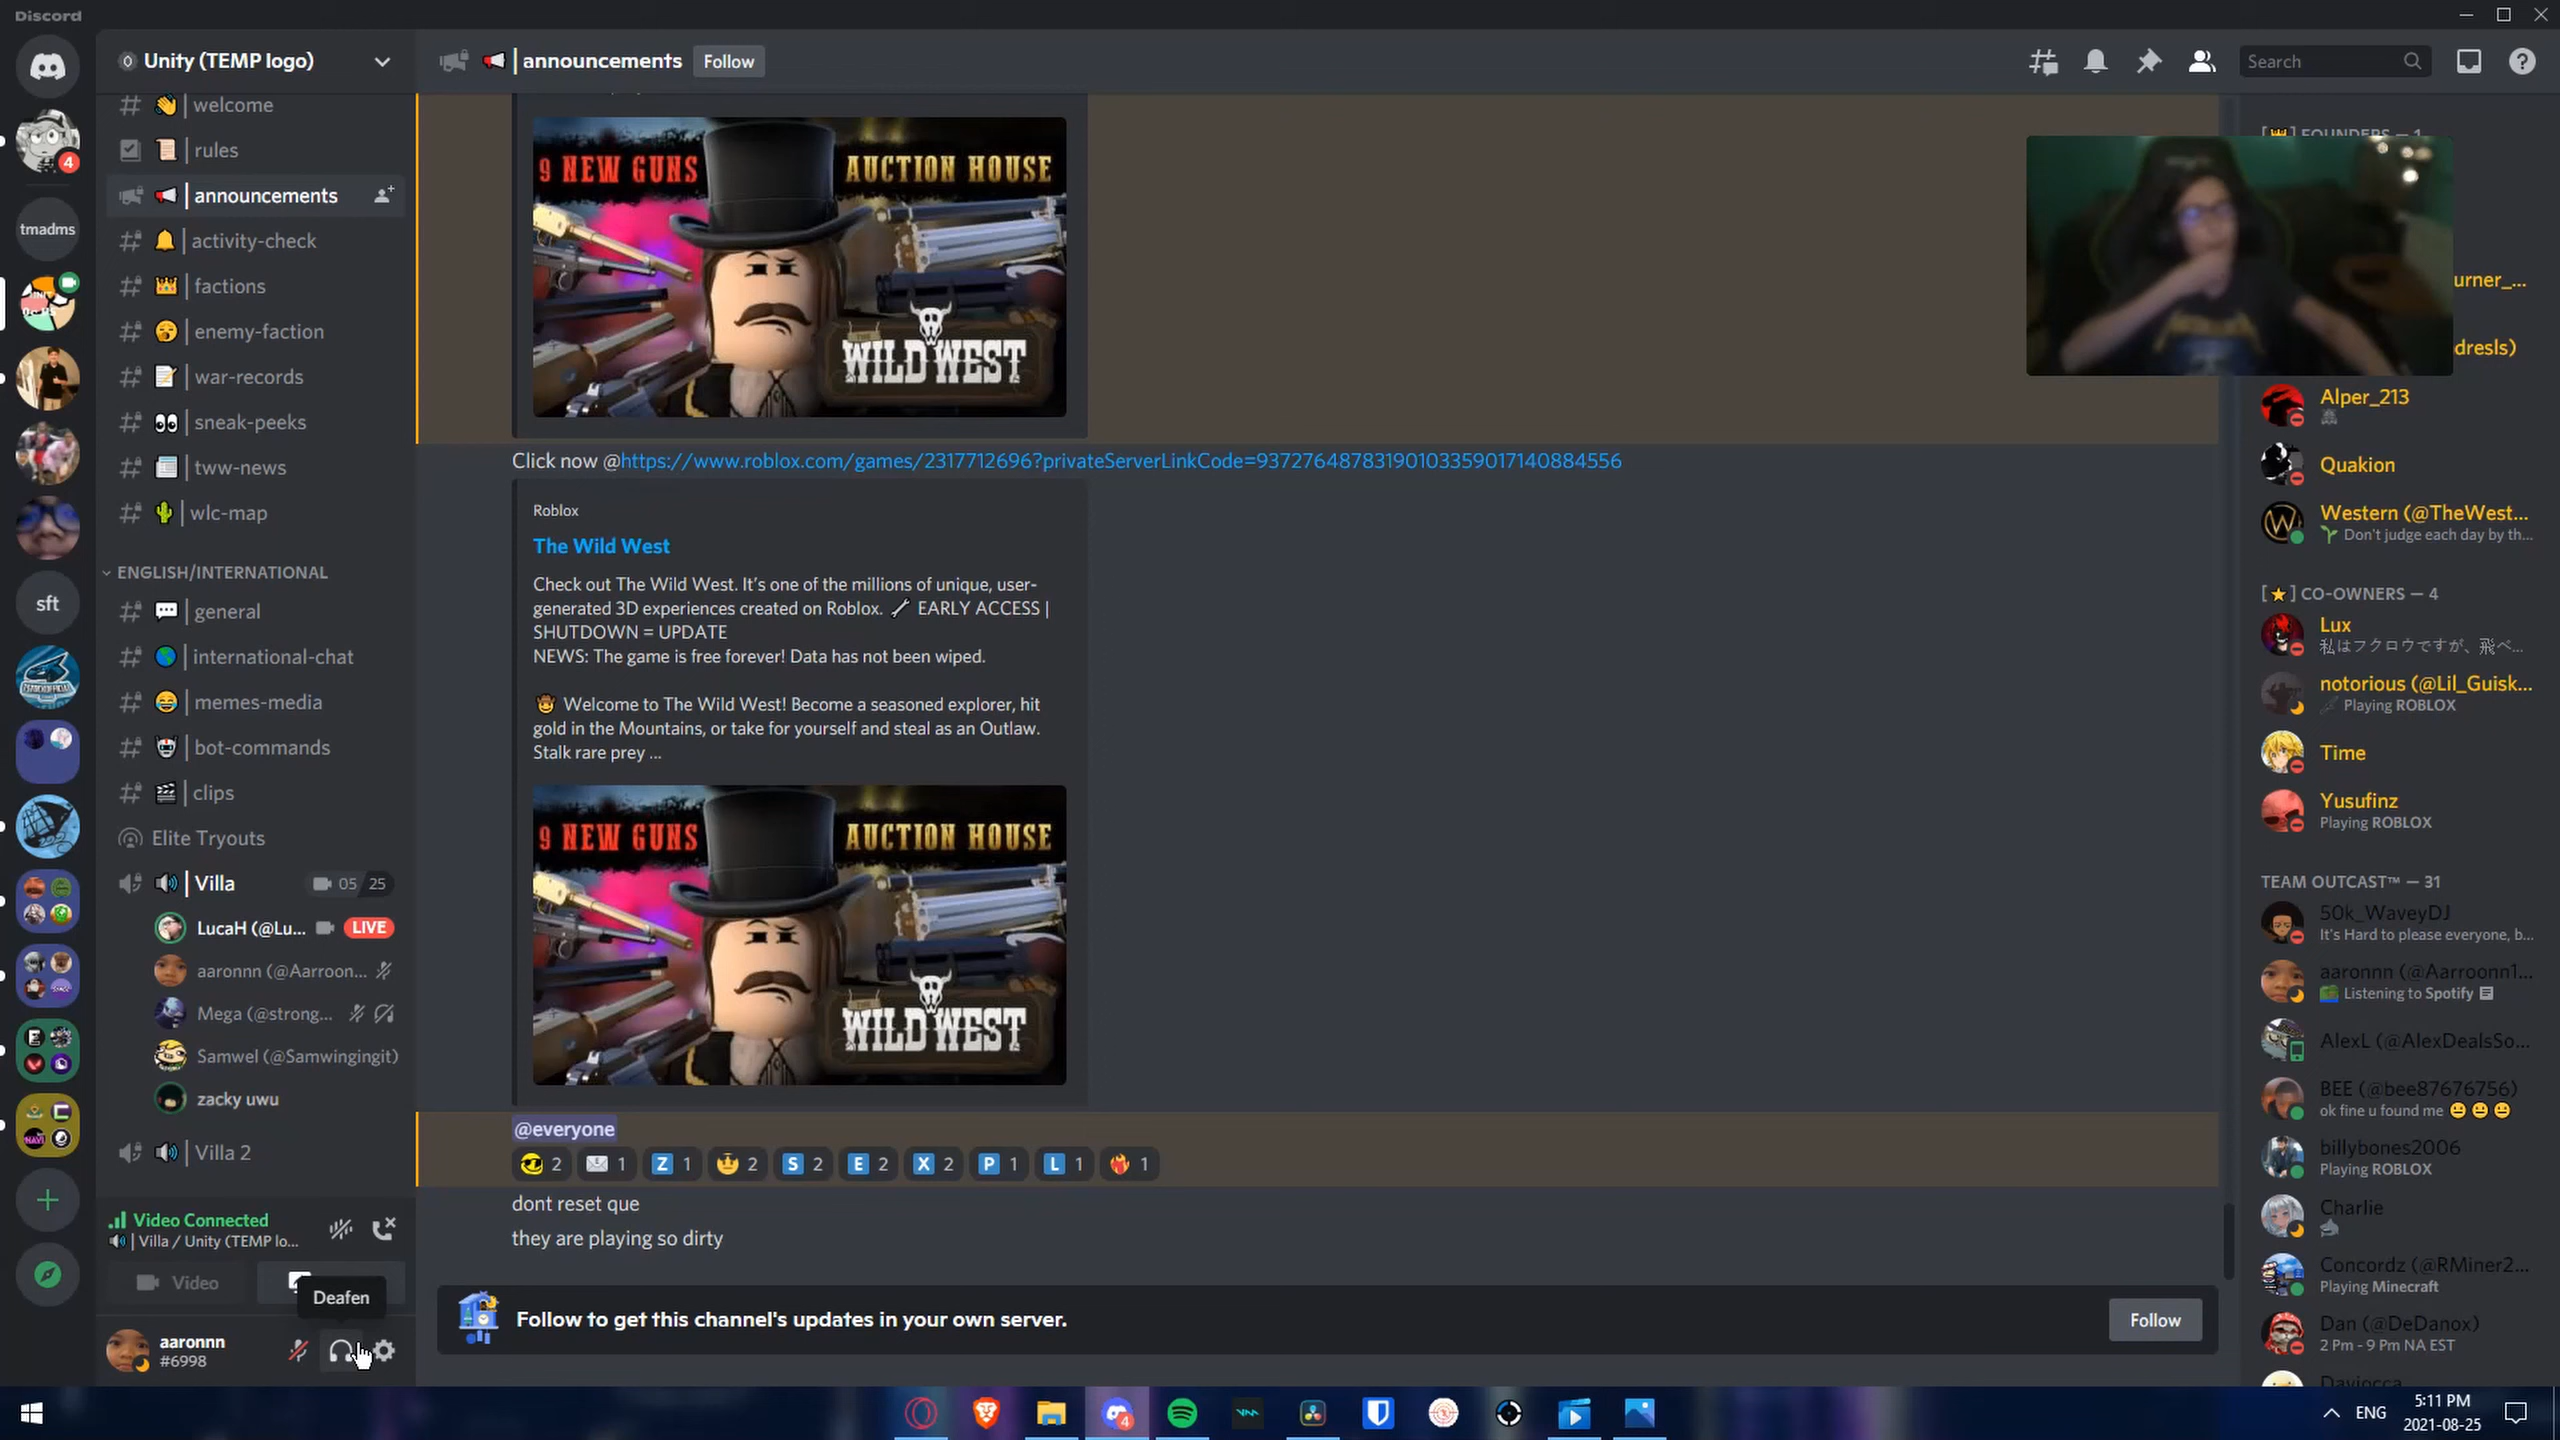 Discord
Unity (TEMP logo)
| announcements
Follow
Search
| welcome
| rules
| announcements
| activity-check
| factions
| enemy-faction
| war-records
| sneak-peeks
| tww-news
| wlc-map
ENGLISH/INTERNATIONAL
| general
| international-chat
| memes-media
| bot-commands
| clips
Elite Tryouts
| Villa
05 25
LucaH (@Lu... LIVE
aaronnn (@Aarroon...
Mega (@strong...
Samwel (@Samwingingit)
zacky uwu
| Villa 2
Video Connected
| Villa / Unity (TEMP lo...
Video
Deafen
aaronnn
#6998
4
tmadms
sft
9 NEW GUNS
AUCTION HOUSE
THE
WILD WEST
Click now @https://www.roblox.com/games/2317712696?privateServerLinkCode=93727648783190103359017140884556
Roblox
The Wild West
Check out The Wild West. It's one of the millions of unique, user-
generated 3D experiences created on Roblox. 🔧 EARLY ACCESS |
SHUTDOWN = UPDATE
NEWS: The game is free forever! Data has not been wiped.
🤠 Welcome to The Wild West! Become a seasoned explorer, hit
gold in the Mountains, or take for yourself and steal as an Outlaw.
Stalk rare prey ...
9 NEW GUNS
AUCTION HOUSE
THE
WILD WEST
@everyone
2 1 Z 1 2 S 2 E 2 X 2 P 1 L 1 1
dont reset que
they are playing so dirty
Follow to get this channel's updates in your own server.
Follow
FOUNDERS — 1
urner_...
dresls)
Alper_213
Quakion
Western (@TheWest...
Don't judge each day by th...
[⭐] CO-OWNERS — 4
Lux
私はフクロウですが、飛べ...
notorious (@Lil_Guisk...
Playing ROBLOX
Time
Yusufinz
Playing ROBLOX
TEAM OUTCAST™ — 31
50k_WaveyDJ
It's Hard to please everyone, b...
aaronnn (@Aarroonn1...
Listening to Spotify
AlexL (@AlexDealsSo...
BEE (@bee87676756)
ok fine u found me 😐 😐 😐
billybones2006
Playing ROBLOX
Charlie
Concordz (@RMiner2...
Playing Minecraft
Dan (@DeDanox)
2 Pm - 9 Pm NA EST
Daviocca
4
ENG
5:11 PM
2021-08-25